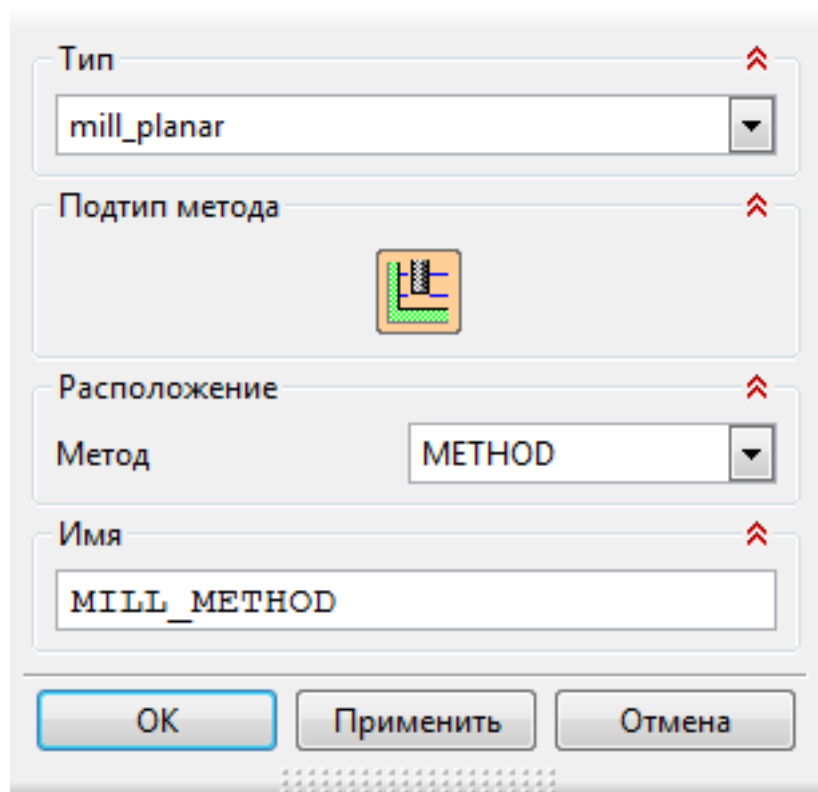 Тип
mill_planar
Подтип метода
Расположение
Метод METHOD
Имя
MILL_METHOD
OK Применить Отмена